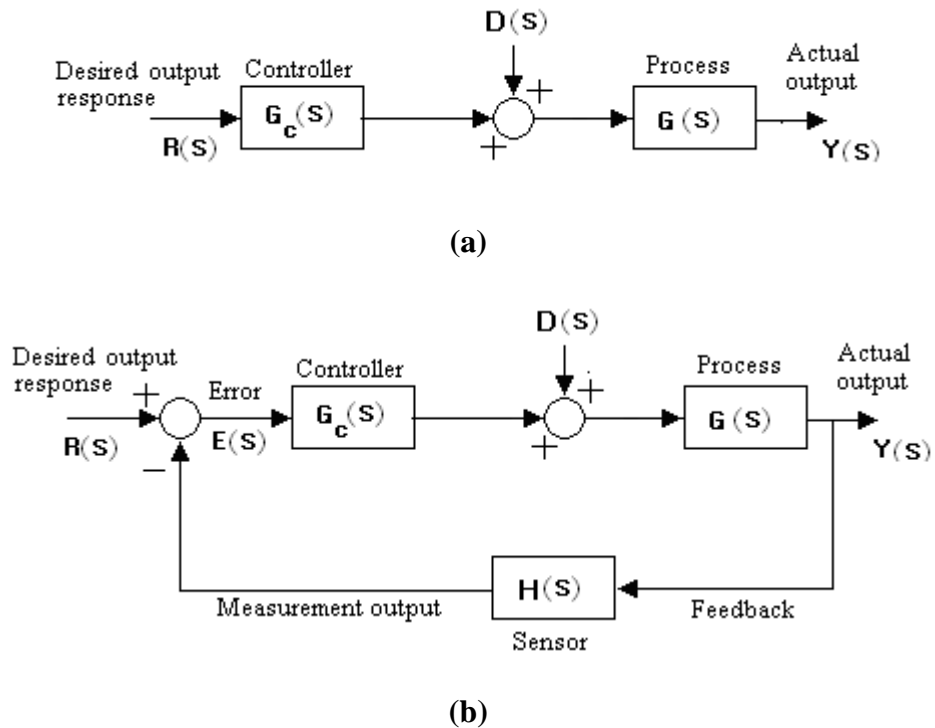 D(S)
Desired output
response
Controller
Process
Actual
output
+
R(S)
G_c(S)
+
G(S)
Y(S)
(a)
D(S)
Desired output
response
Error
Controller
Process
Actual
output
+
+
R(S)
E(S)
G_c(S)
+
G(S)
Y(S)
−
H(S)
Measurement output
Feedback
Sensor
(b)